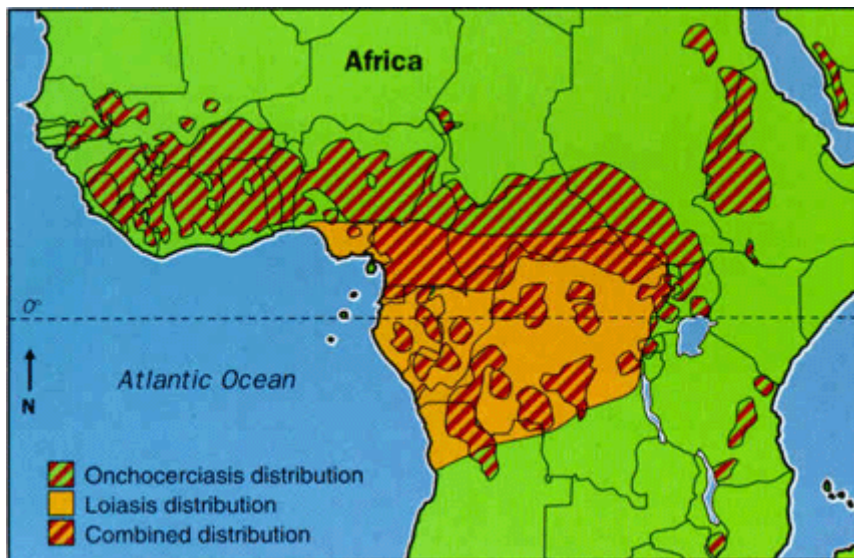 Africa
0°
N
Atlantic Ocean
Onchocerciasis distribution
Loiasis distribution
Combined distribution